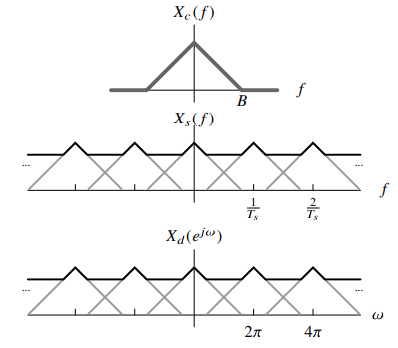 X_c(f)
f
B
X_s(f)
... ...
f
1/T_s 2/T_s
X_d(e^{jω})
... ...
ω
2π 4π